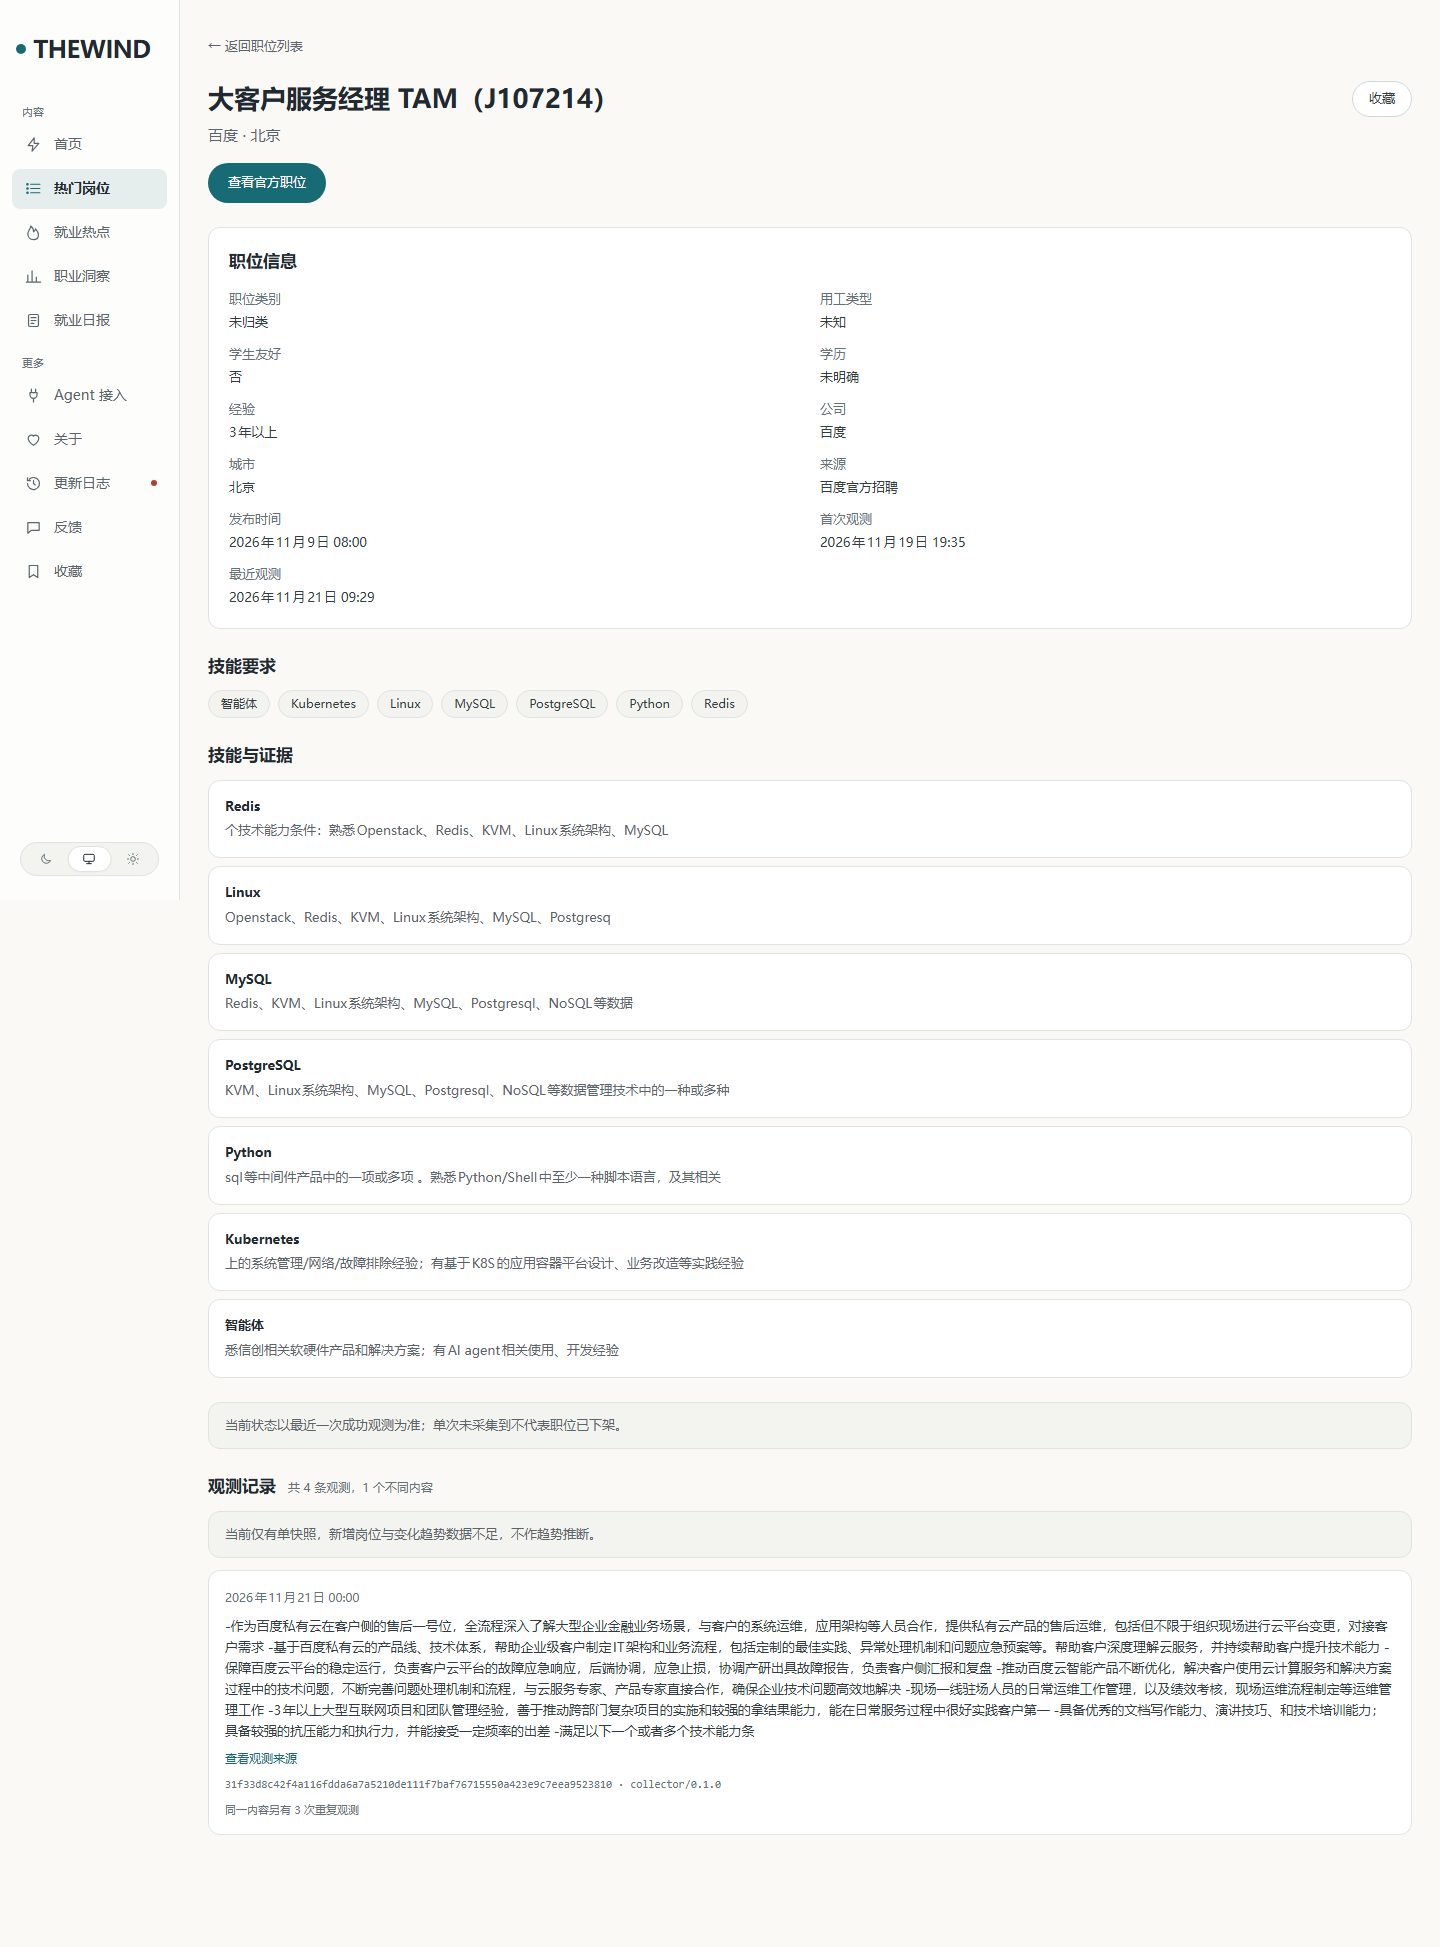 THEWIND
内容
首页
热门岗位
就业热点
职业洞察
就业日报
更多
Agent 接入
关于
更新日志
反馈
收藏
← 返回职位列表
大客户服务经理 TAM（J107214）
收藏
百度 · 北京
查看官方职位
职位信息
职位类别
未归类
用工类型
未知
学生友好
否
学历
未明确
经验
3 年以上
公司
百度
城市
北京
来源
百度官方招聘
发布时间
2026年11月9日 08:00
首次观测
2026年11月19日 19:35
最近观测
2026年11月21日 09:29
技能要求
智能体 Kubernetes Linux MySQL PostgreSQL Python Redis
技能与证据
Redis
个技术能力条件：熟悉Openstack、Redis、KVM、Linux系统架构、MySQL
Linux
Openstack、Redis、KVM、Linux系统架构、MySQL、Postgresq
MySQL
Redis、KVM、Linux系统架构、MySQL、Postgresql、NoSQL等数据
PostgreSQL
KVM、Linux系统架构、MySQL、Postgresql、NoSQL等数据管理技术中的一种或多种
Python
sql等中间件产品中的一项或多项 。熟悉Python/Shell中至少一种脚本语言，及其相关
Kubernetes
上的系统管理/网络/故障排除经验；有基于K8S的应用容器平台设计、业务改造等实践经验
智能体
悉信创相关软硬件产品和解决方案；有AI agent相关使用、开发经验
当前状态以最近一次成功观测为准；单次未采集到不代表职位已下架。
观测记录 共 4 条观测，1 个不同内容
当前仅有单快照，新增岗位与变化趋势数据不足，不作趋势推断。
2026年11月21日 00:00
-作为百度私有云在客户侧的售后一号位，全流程深入了解大型企业金融业务场景，与客户的系统运维，应用架构等人员合作，提供私有云产品的售后运维，包括但不限于组织现场进行云平台变更，对接客
户需求 -基于百度私有云的产品线、技术体系，帮助企业级客户制定IT架构和业务流程，包括定制的最佳实践、异常处理机制和问题应急预案等。帮助客户深度理解云服务，并持续帮助客户提升技术能力 -
保障百度云平台的稳定运行，负责客户云平台的故障应急响应，后端协调，应急止损，协调产研出具故障报告，负责客户侧汇报和复盘 -推动百度云智能产品不断优化，解决客户使用云计算服务和解决方案
过程中的技术问题，不断完善问题处理机制和流程，与云服务专家、产品专家直接合作，确保企业技术问题高效地解决 -现场一线驻场人员的日常运维工作管理，以及绩效考核，现场运维流程制定等运维管
理工作 -3年以上大型互联网项目和团队管理经验，善于推动跨部门复杂项目的实施和较强的拿结果能力，能在日常服务过程中很好实践客户第一 -具备优秀的文档写作能力、演讲技巧、和技术培训能力；
具备较强的抗压能力和执行力，并能接受一定频率的出差 -满足以下一个或者多个技术能力条
查看观测来源
31f33d8c42f4a116fdda6a7a5210de111f7baf76715550a423e9c7eea9523810 · collector/0.1.0
同一内容另有 3 次重复观测